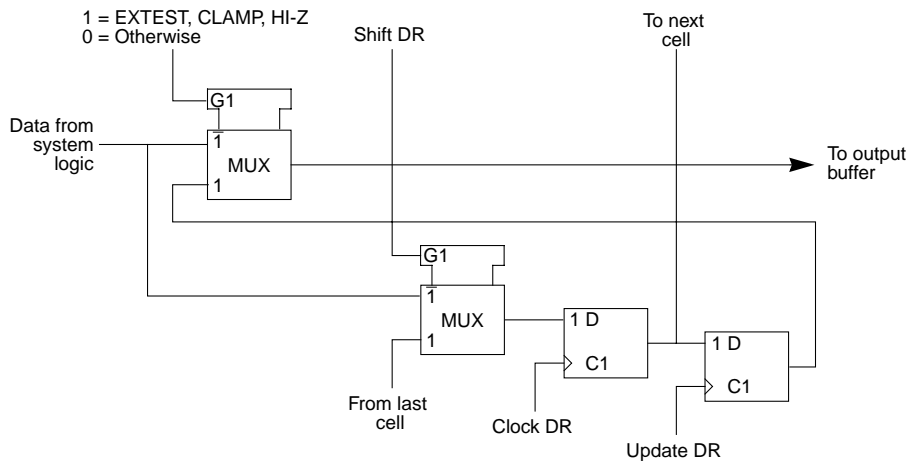 1 = EXTEST, CLAMP, HI-Z
0 = Otherwise
Shift DR
To next
cell
G1
Data from
system
logic
1
MUX
1
To output
buffer
G1
1
MUX
1
1 D
C1
1 D
C1
From last
cell
Clock DR
Update DR